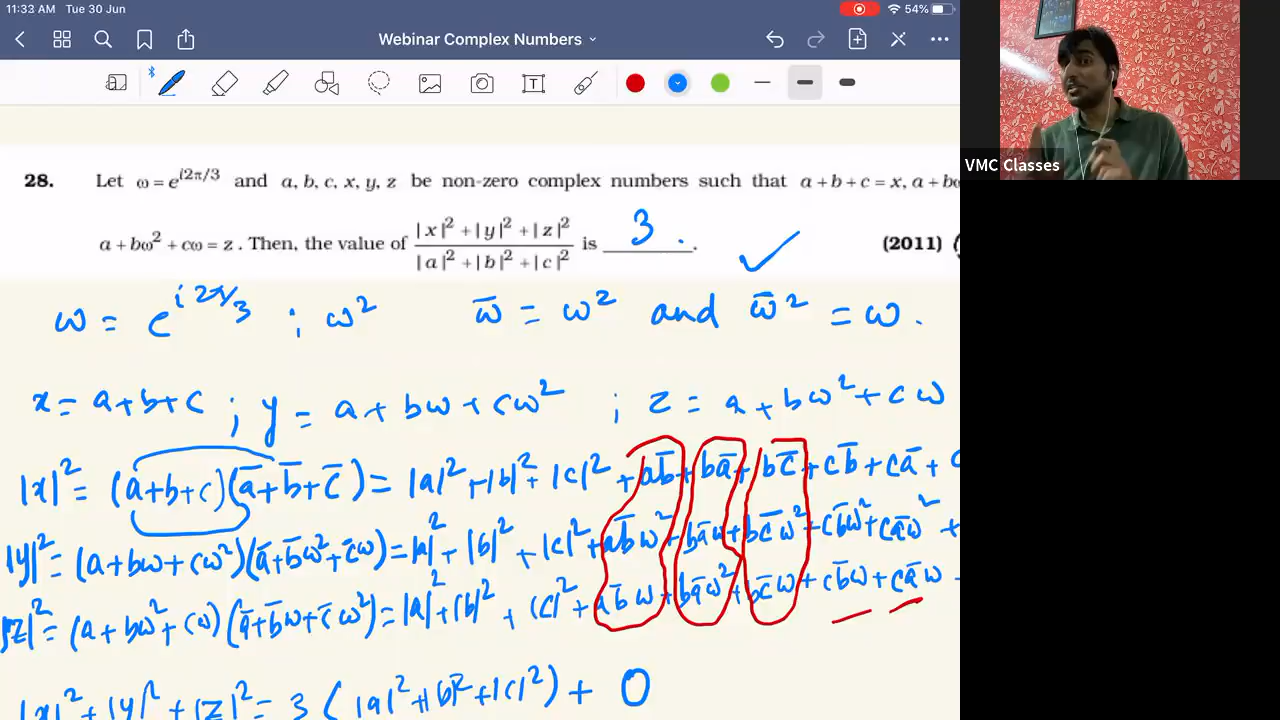 11:33 AM Tue 30 Jun
54%
Webinar Complex Numbers
VMC Classes
28. Let ω = e^{i2π/3} and a, b, c, x, y, z be non-zero complex numbers such that a + b + c = x, a + b
a + bω² + cω = z. Then, the value of |x|² + |y|² + |z|² / |a|² + |b|² + |c|² is 3. (2011)
ω = e^{i2π/3} ; ω² ω̄ = ω² and ω̄² = ω.
x = a+b+c ; y = a + bω + cω² ; z = a + bω² + cω
|x|² = (a+b+c)(ā+b̄+c̄) = |a|² + |b|² + |c|² + ab̄ + bā + bc̄ + cb̄ + cā +
|y|² = (a + bω + cω²)(ā+b̄ω²+c̄ω) = |a|² + |b|² + |c|² + ab̄ω² + bāω + bc̄ω² + cb̄ω² + cāω² +
|z|² = (a + bω² + cω)(ā+b̄ω+c̄ω²) = |a|² + |b|² + |c|² + ab̄ω + bāω² + bc̄ω + cb̄ω + cāω +
|x|² + |y|² + |z|² = 3 (|a|² + |b|² + |c|²) + 0